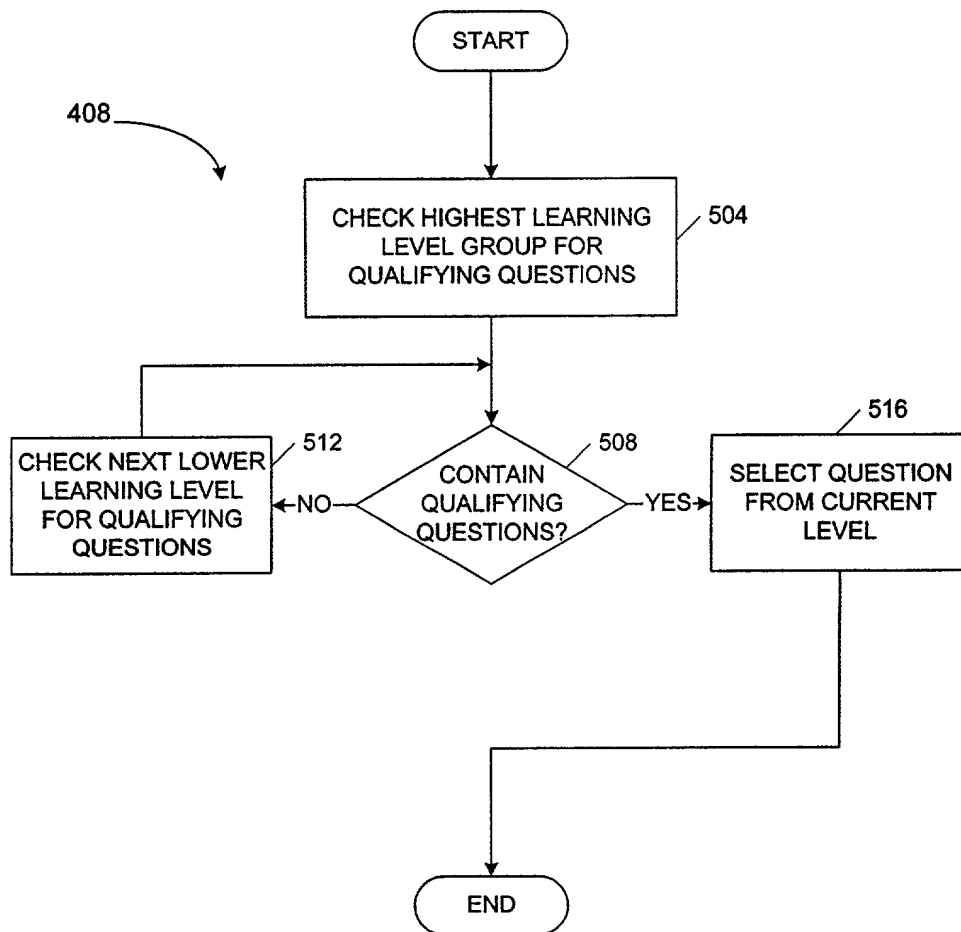 START
408
CHECK HIGHEST LEARNING
LEVEL GROUP FOR
QUALIFYING QUESTIONS
504
CHECK NEXT LOWER
LEARNING LEVEL
FOR QUALIFYING
QUESTIONS
512
NO
CONTAIN
QUALIFYING
QUESTIONS?
508
YES
516
SELECT QUESTION
FROM CURRENT
LEVEL
END